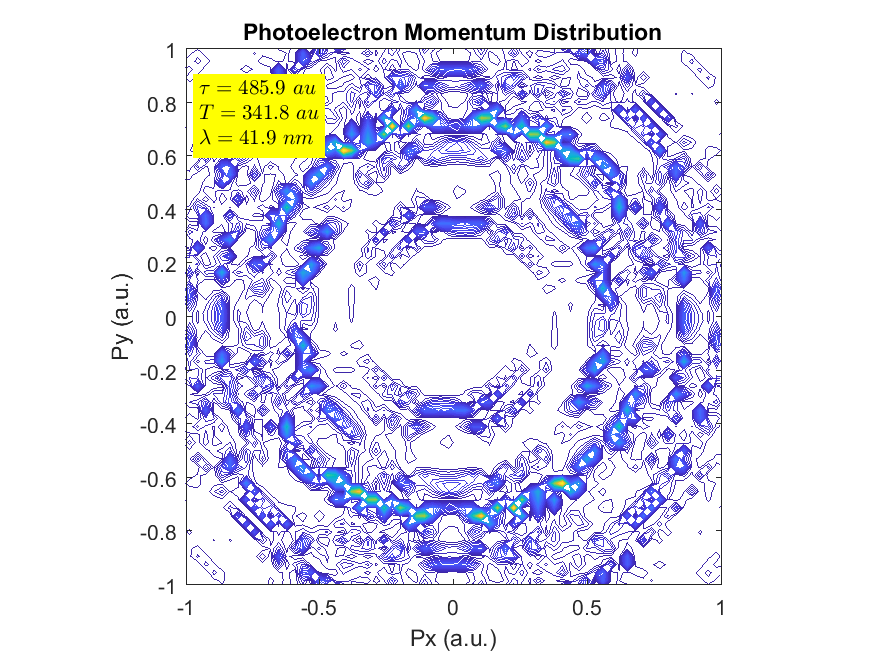 Photoelectron Momentum Distribution
τ = 485.9 au
T = 341.8 au
λ = 41.9 nm
1
0.8
0.6
0.4
0.2
0
-0.2
-0.4
-0.6
-0.8
-1
Py (a.u.)
-1 -0.5 0 0.5 1
Px (a.u.)